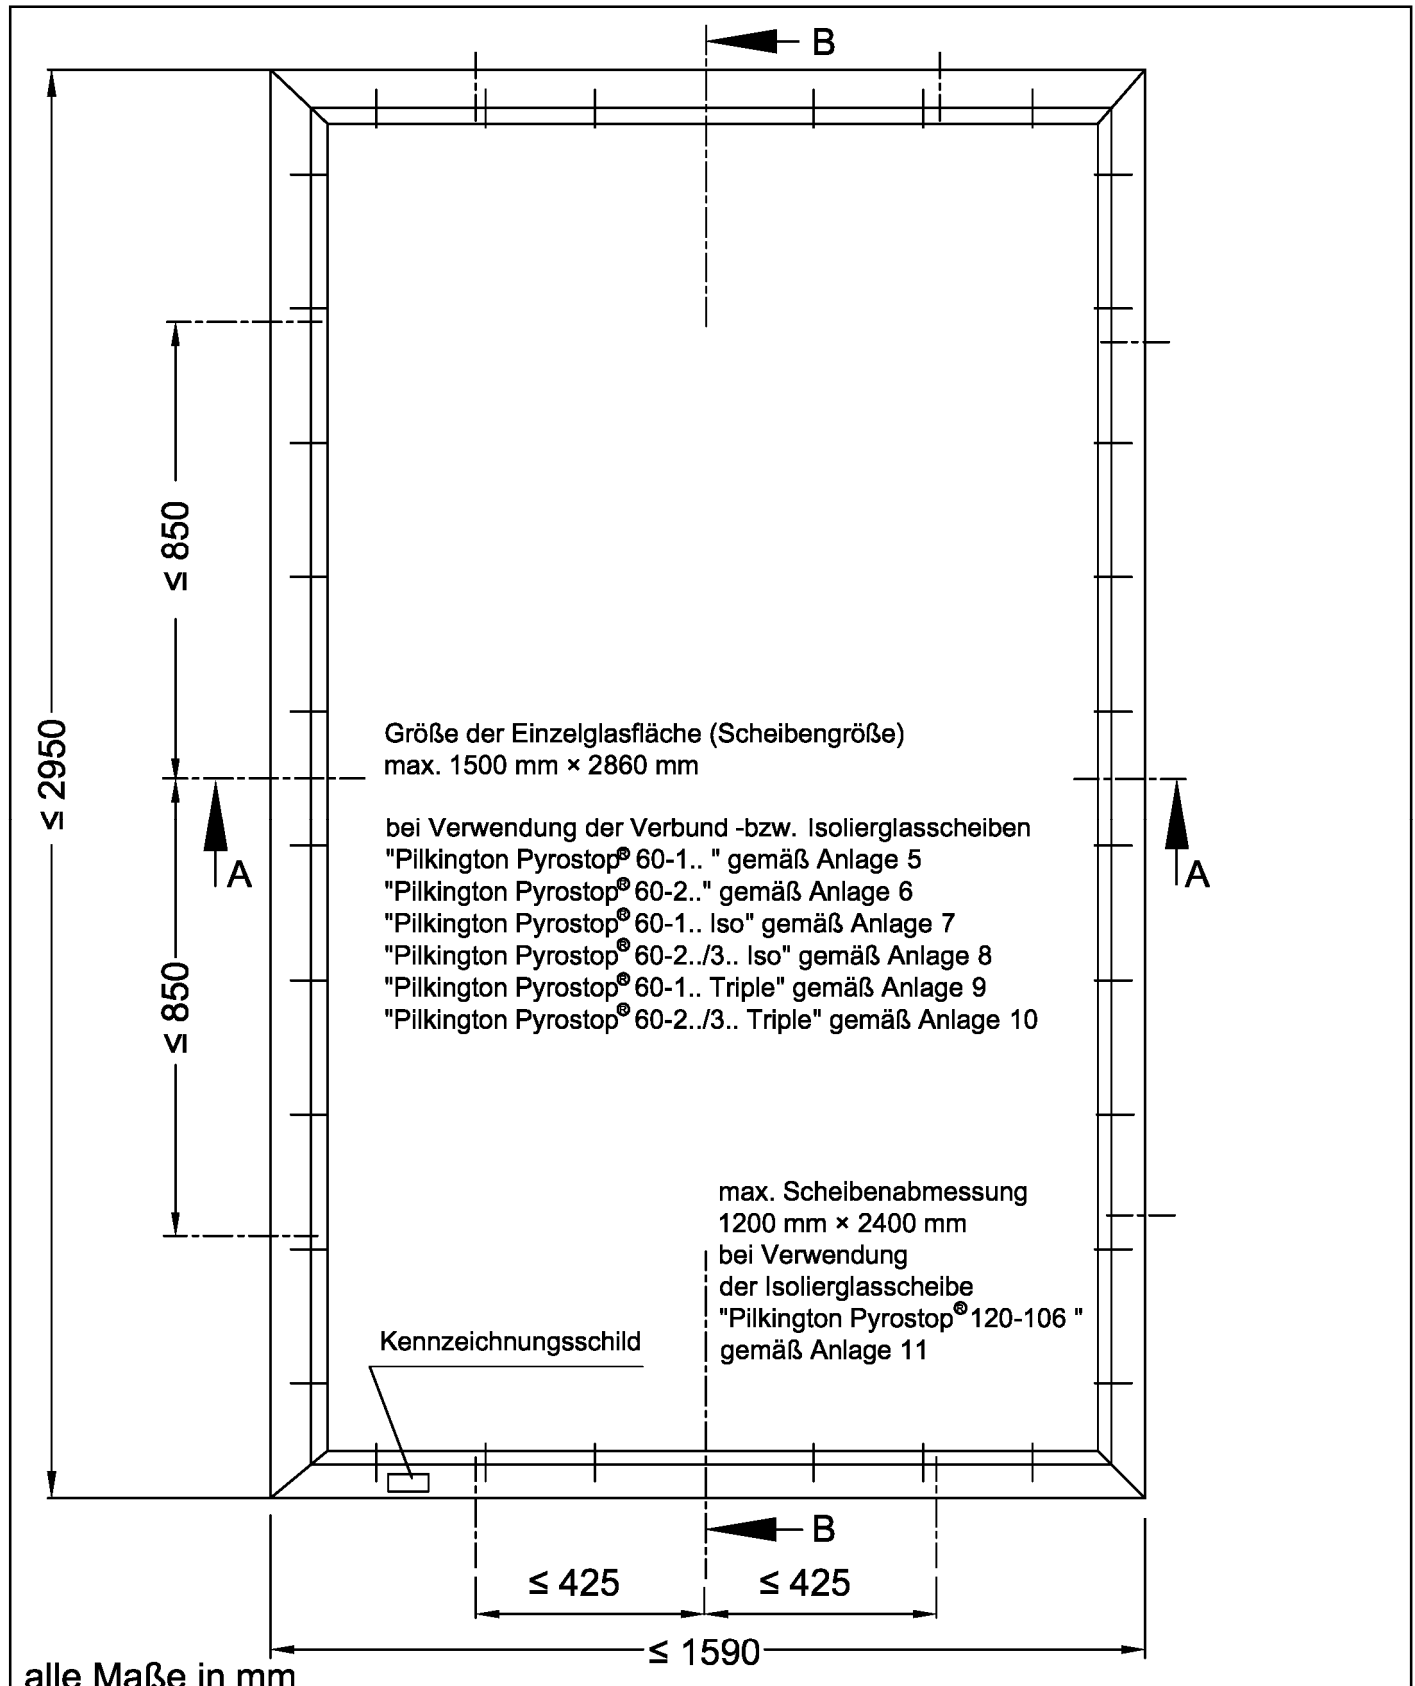 B
≤ 850
≤ 2950
Größe der Einzelglasfläche (Scheibengröße)
max. 1500 mm × 2860 mm
bei Verwendung der Verbund -bzw. Isolierglasscheiben
"Pilkington Pyrostop® 60-1.. " gemäß Anlage 5
"Pilkington Pyrostop® 60-2.." gemäß Anlage 6
"Pilkington Pyrostop® 60-1.. Iso" gemäß Anlage 7
"Pilkington Pyrostop® 60-2../3.. Iso" gemäß Anlage 8
"Pilkington Pyrostop® 60-1.. Triple" gemäß Anlage 9
"Pilkington Pyrostop® 60-2../3.. Triple" gemäß Anlage 10
A
A
≤ 850
max. Scheibenabmessung
1200 mm × 2400 mm
bei Verwendung
der Isolierglasscheibe
"Pilkington Pyrostop® 120-106 "
gemäß Anlage 11
Kennzeichnungsschild
B
≤ 425
≤ 425
≤ 1590
alle Maße in mm